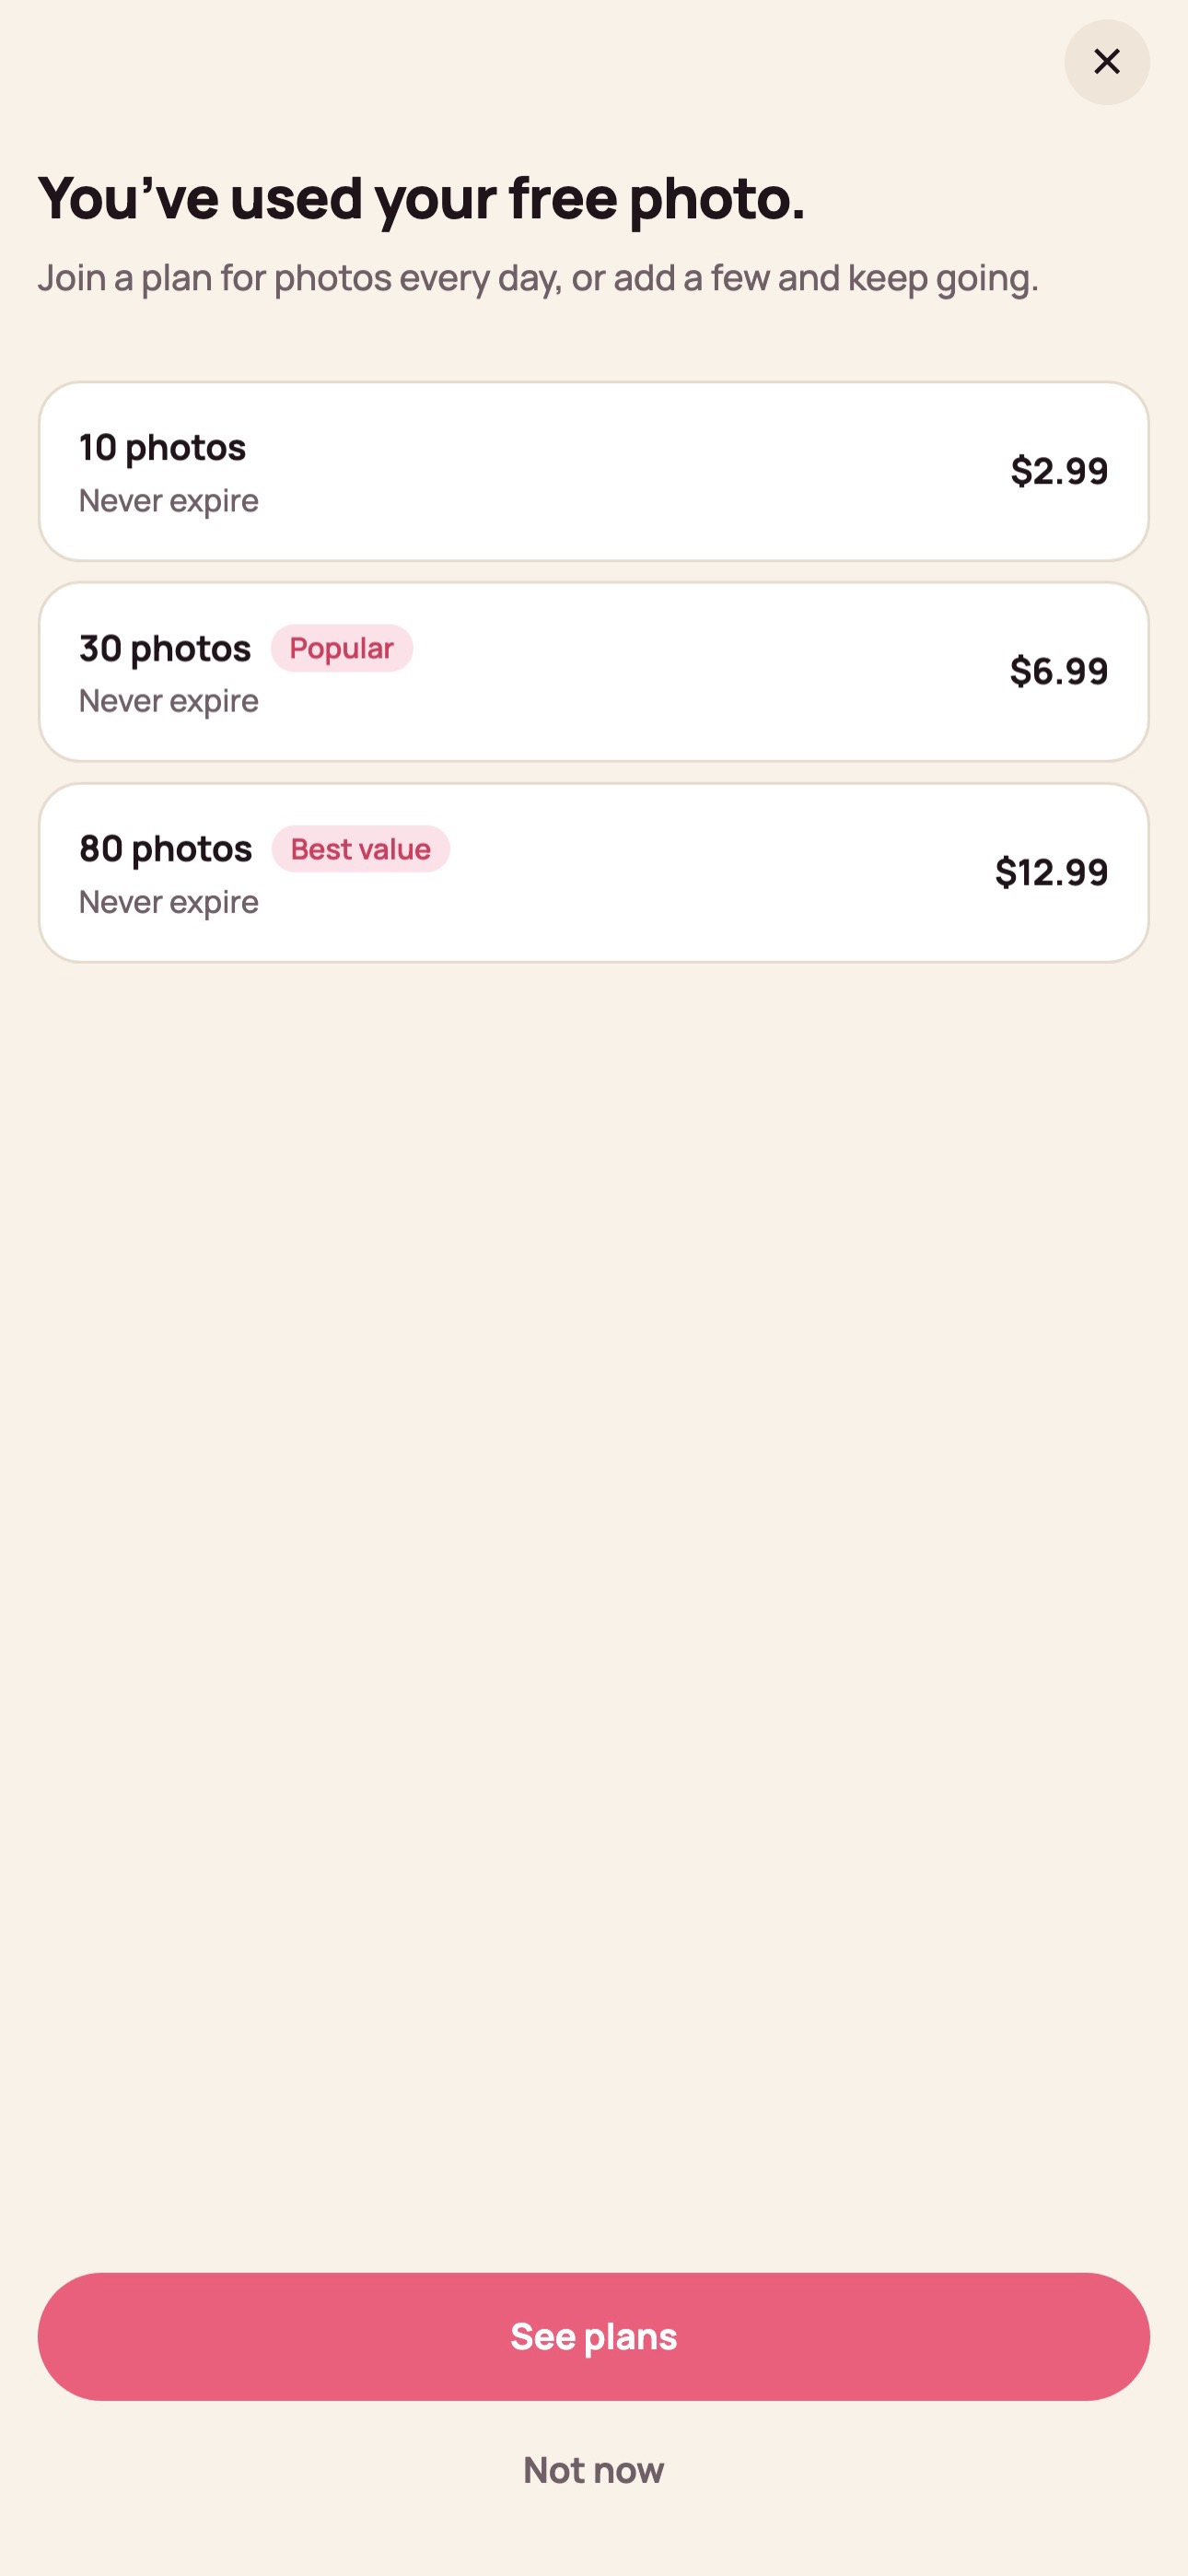 You’ve used your free photo.
Join a plan for photos every day, or add a few and keep going.
10 photos
Never expire
$2.99
30 photos Popular
Never expire
$6.99
80 photos Best value
Never expire
$12.99
See plans
Not now